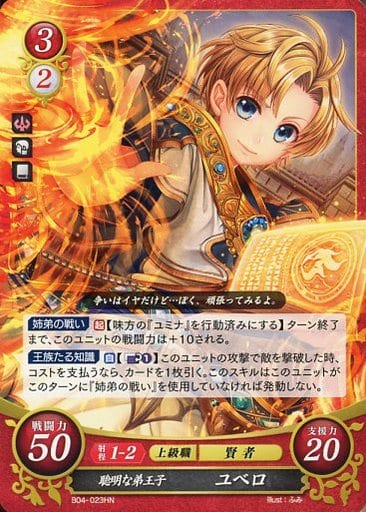 3
2
争いはイヤだけど…ぼく、頑張ってみるよ。
姉弟の戦い 起【味方の『ユミナ』を行動済みにする】ターン終了
まで、このユニットの戦闘力は+10される。
王族たる知識 自【1】このユニットの攻撃で敵を撃破した時、
コストを支払うなら、カードを1枚引く。このスキルはこのユニットが
このターンに『姉弟の戦い』を使用していなければ発動しない。
戦闘力
50
射程 1-2 上級職 賢者
支援力
20
聡明な弟王子 ユベロ
B04-023HN
Illust：ふみ